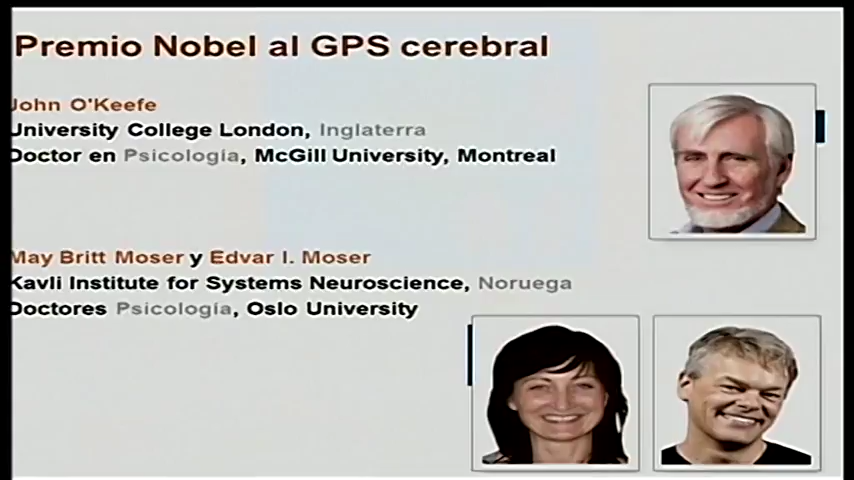 Premio Nobel al GPS cerebral
John O'Keefe
University College London, Inglaterra
Doctor en Psicología, McGill University, Montreal
May Britt Moser y Edvar I. Moser
Kavli Institute for Systems Neuroscience, Noruega
Doctores Psicología, Oslo University